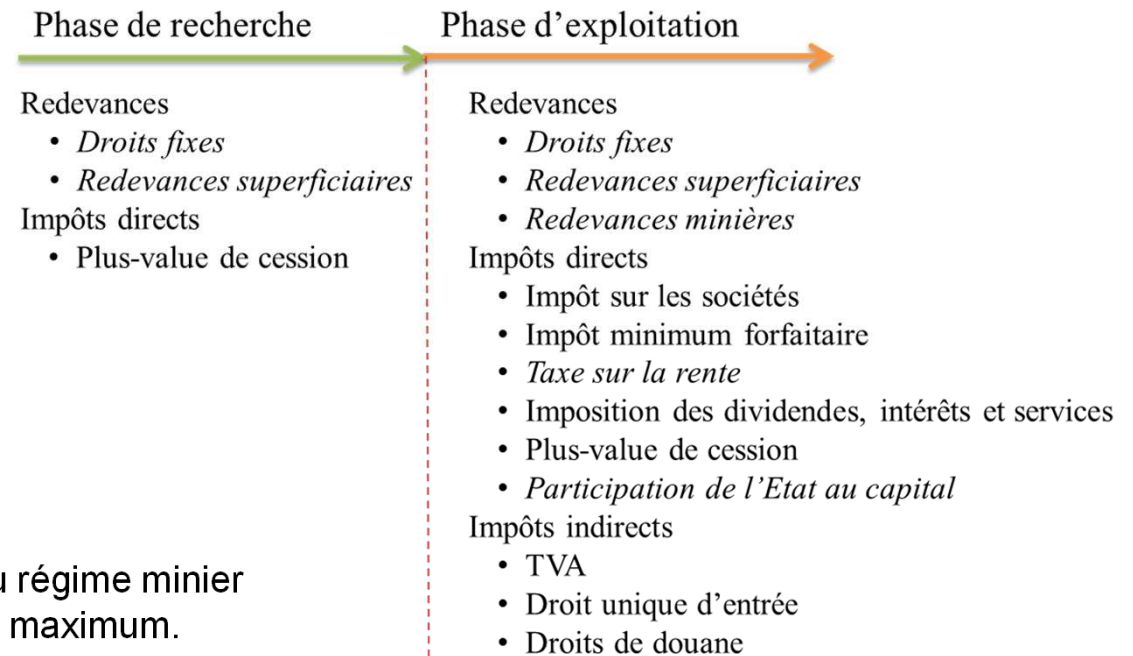 Phase de recherche
Redevances
• Droits fixes
• Redevances superficiaires
Impôts directs
• Plus-value de cession
Phase d’exploitation
Redevances
• Droits fixes
• Redevances superficiaires
• Redevances minières
Impôts directs
• Impôt sur les sociétés
• Impôt minimum forfaitaire
• Taxe sur la rente
• Imposition des dividendes, intérêts et services
• Plus-value de cession
• Participation de l’Etat au capital
Impôts indirects
• TVA
• Droit unique d’entrée
• Droits de douane
régime minier
maximum.